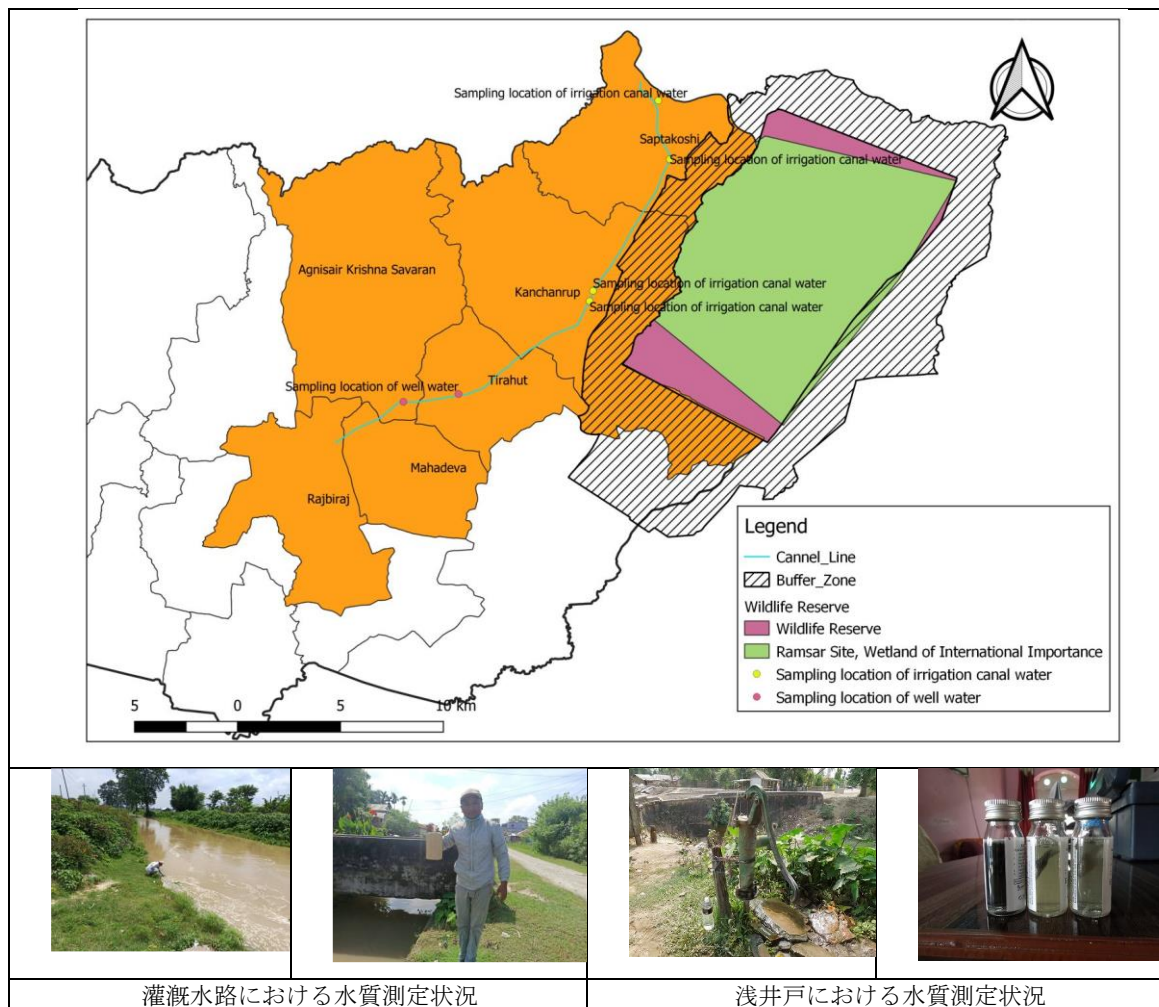 Sampling location of irrigation canal water
Saptakoshi
Sampling location of irrigation canal water
Agnisair Krishna Savaran
Kanchanrup
Sampling location of irrigation canal water
Sampling location of irrigation canal water
Tirahut
Sampling location of well water
Mahadeva
Rajbiraj
Legend
Cannel_Line
Buffer_Zone
Wildlife Reserve
Wildlife Reserve
Ramsar Site, Wetland of International Importance
Sampling location of irrigation canal water
Sampling location of well water
5 0 5 10 km
灌漑水路における水質測定状況
浅井戸における水質測定状況